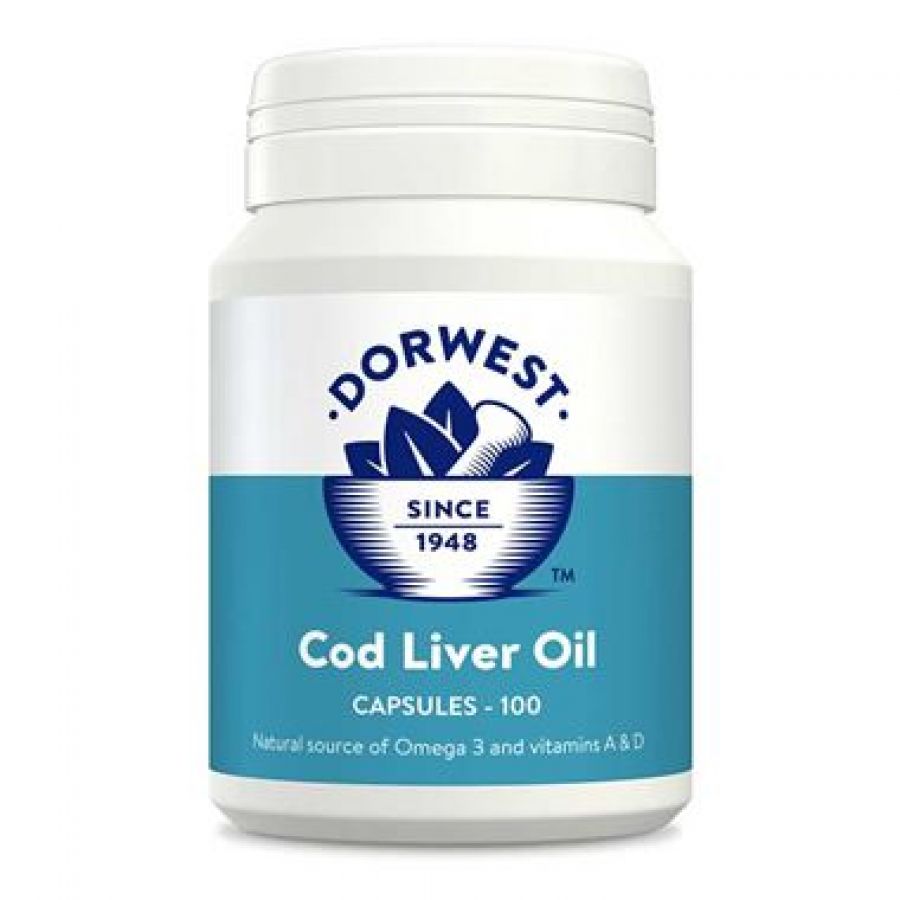 ·DORWEST·
SINCE
1948
TM
Cod Liver Oil
CAPSULES - 100
Natural source of Omega 3 and vitamins A & D